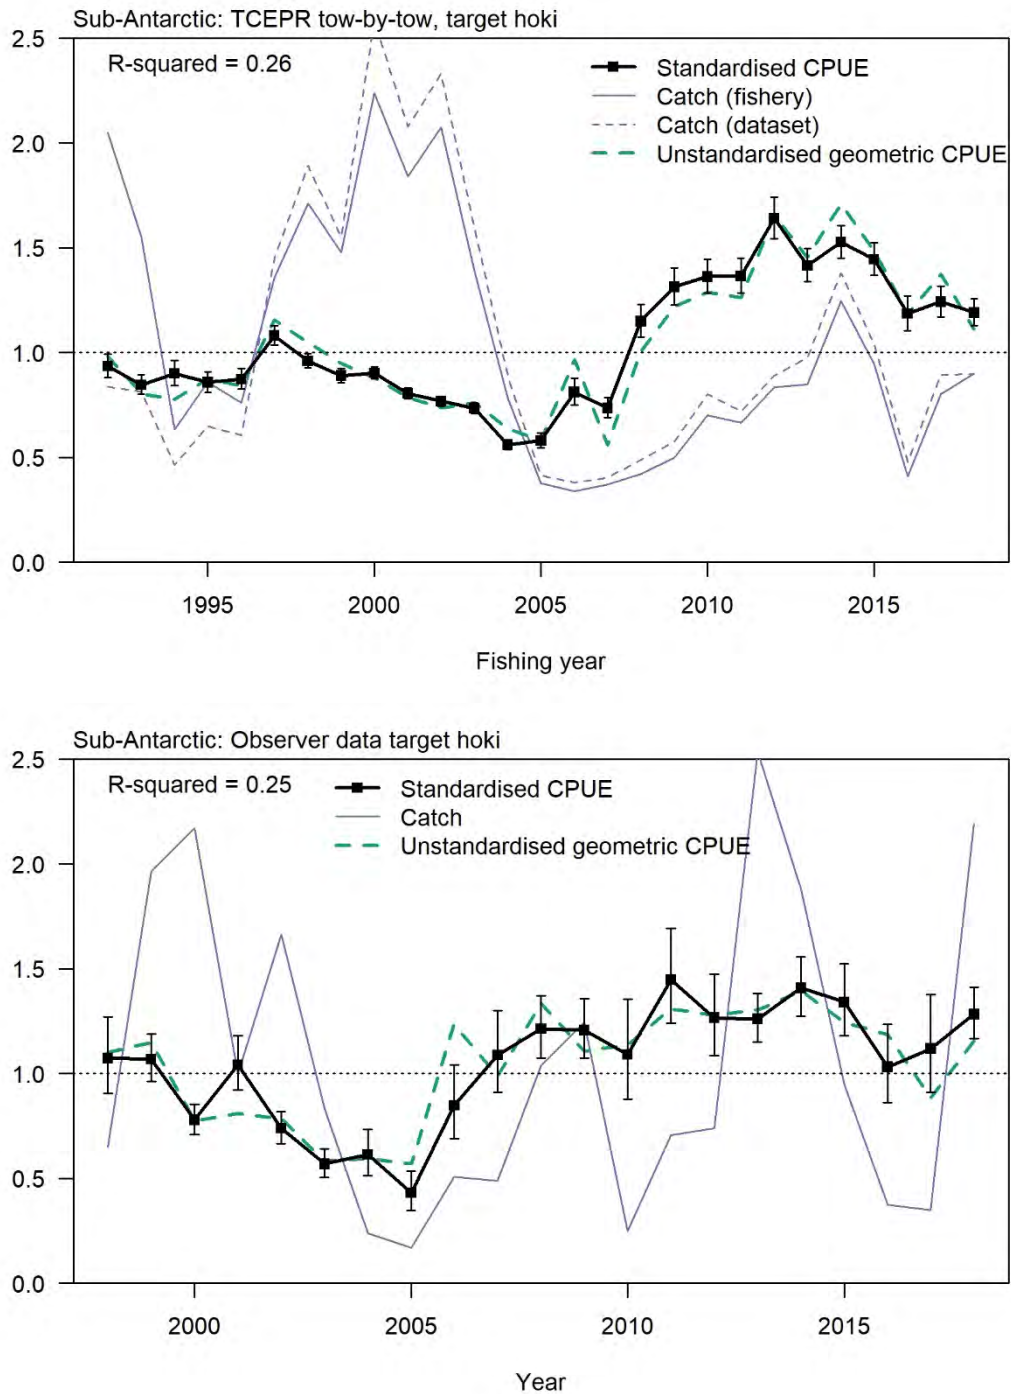 Sub-Antarctic: TCEPR tow-by-tow, target hoki
2.5
R-squared = 0.26
Standardised CPUE
Catch (fishery)
Catch (dataset)
Unstandardised geometric CPUE
2.0
1.5
1.0
0.5
0.0
1995 2000 2005 2010 2015
Fishing year
Sub-Antarctic: Observer data target hoki
2.5
R-squared = 0.25
Standardised CPUE
Catch
Unstandardised geometric CPUE
2.0
1.5
1.0
0.5
0.0
2000 2005 2010 2015
Year